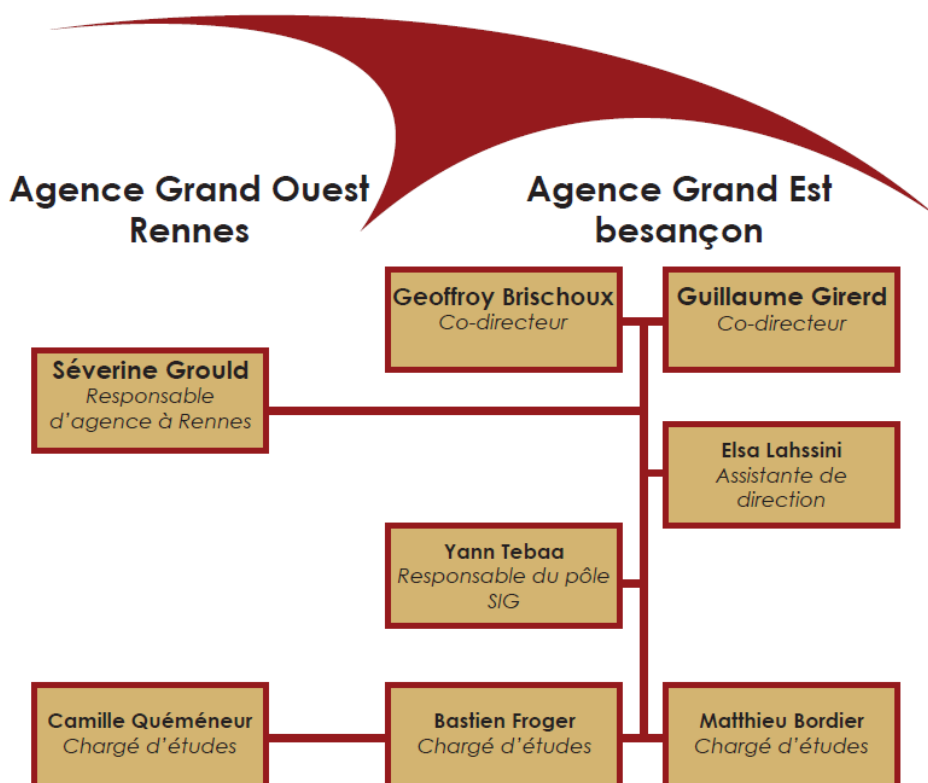 Agence Grand Ouest
Rennes
Agence Grand Est
besançon
Geoffroy Brischoux
Co-directeur
Guillaume Girerd
Co-directeur
Séverine Grould
Responsable
d'agence à Rennes
Elsa Lahssini
Assistante de
direction
Yann Tebaa
Responsable du pôle
SIG
Camille Quéméneur
Chargé d'études
Bastien Froger
Chargé d'études
Matthieu Bordier
Chargé d'études